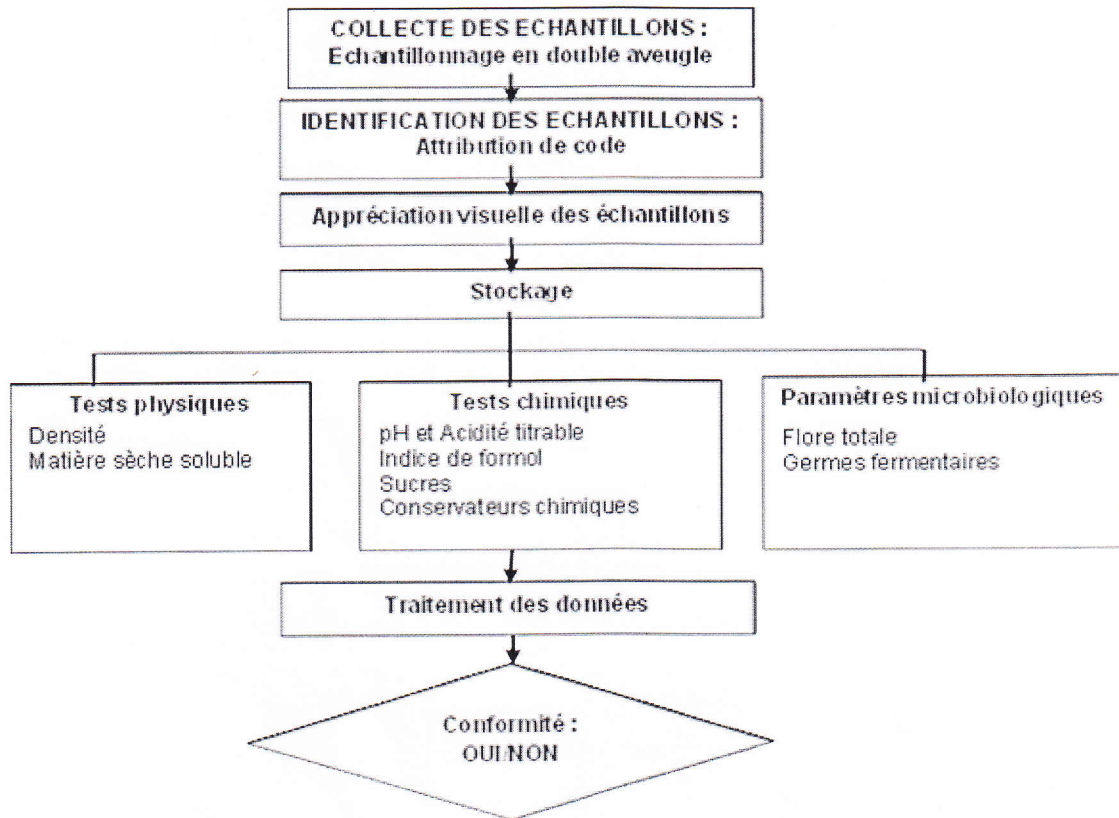 COLLECTE DES ECHANTILLONS :
Echantillonnage en double aveugle
IDENTIFICATION DES ECHANTILLONS :
Attribution de code
Appréciation visuelle des échantillons
Stockage
Tests physiques
Densité
Matière sèche soluble
Tests chimiques
pH et Acidité titrable
Indice de formol
Sucres
Conservateurs chimiques
Paramètres microbiologiques
Flore totale
Germes fermentaires
Traitement des données
Conformité :
OUI/NON